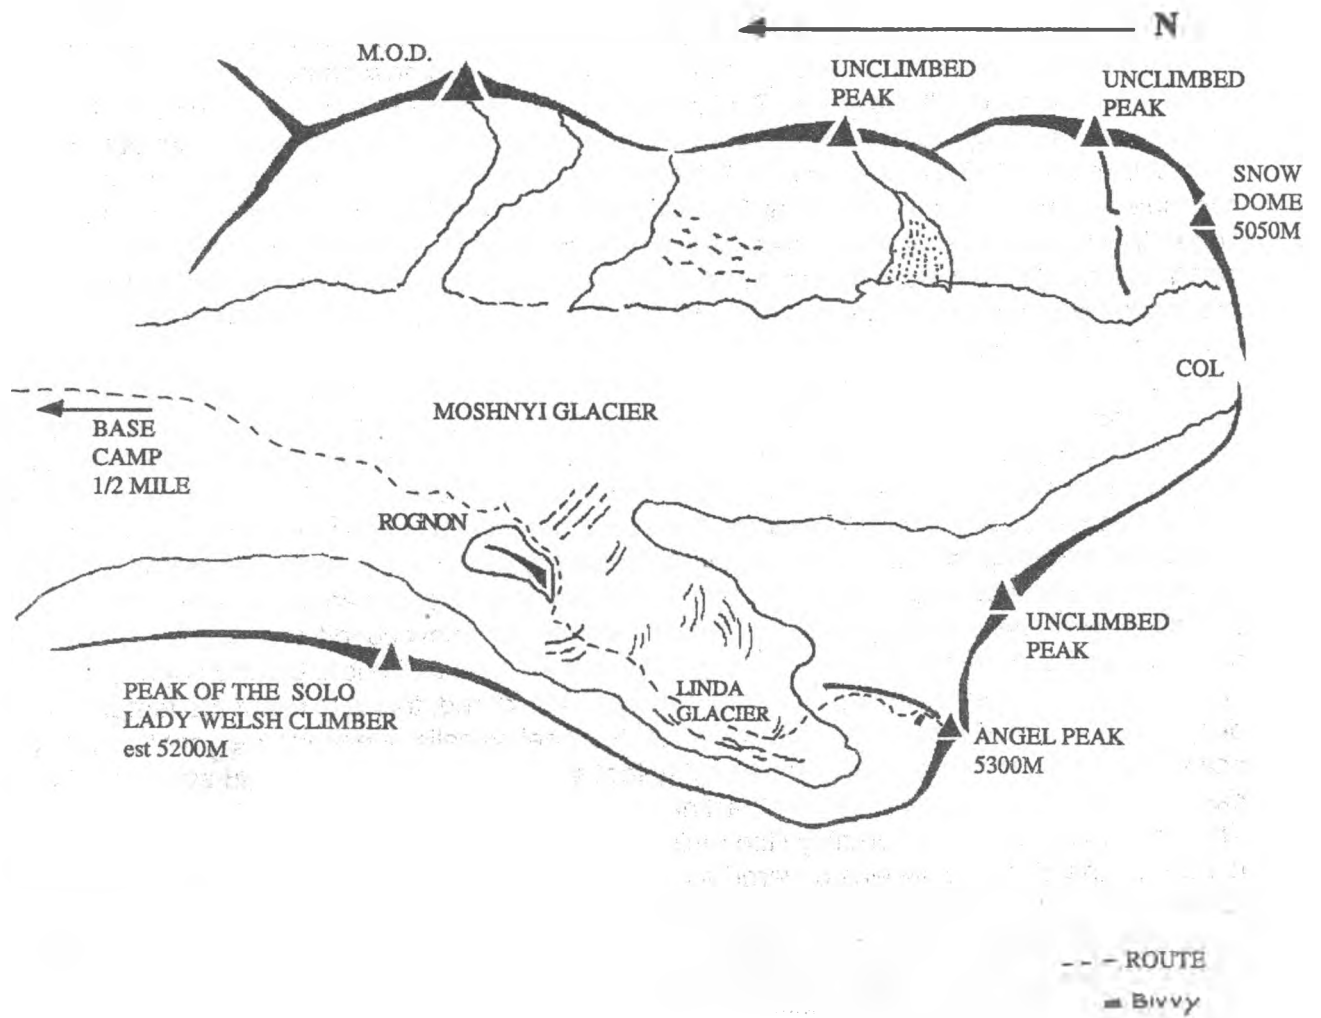 N
M.O.D.
UNCLIMBED
PEAK
UNCLIMBED
PEAK
SNOW
DOME
5050M
COL
MOSHNYI GLACIER
BASE
CAMP
1/2 MILE
ROGNON
UNCLIMBED
PEAK
LINDA
GLACIER
PEAK OF THE SOLO
LADY WELSH CLIMBER
est 5200M
ANGEL PEAK
5300M
ROUTE
BIVVY